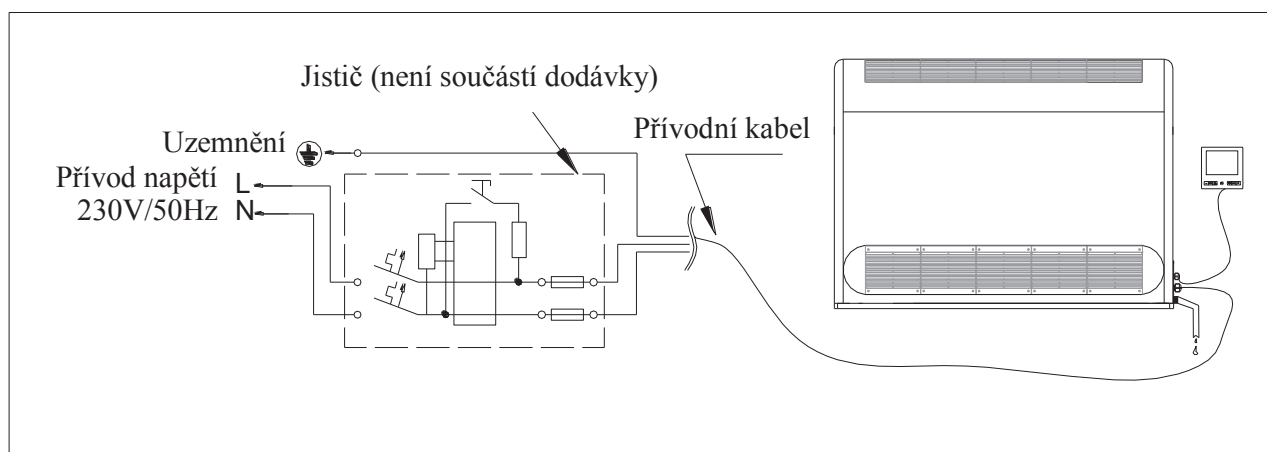 Jistič (není součástí dodávky)
Přívodní kabel
Uzemnění
Přívod napětí L
230V/50Hz N